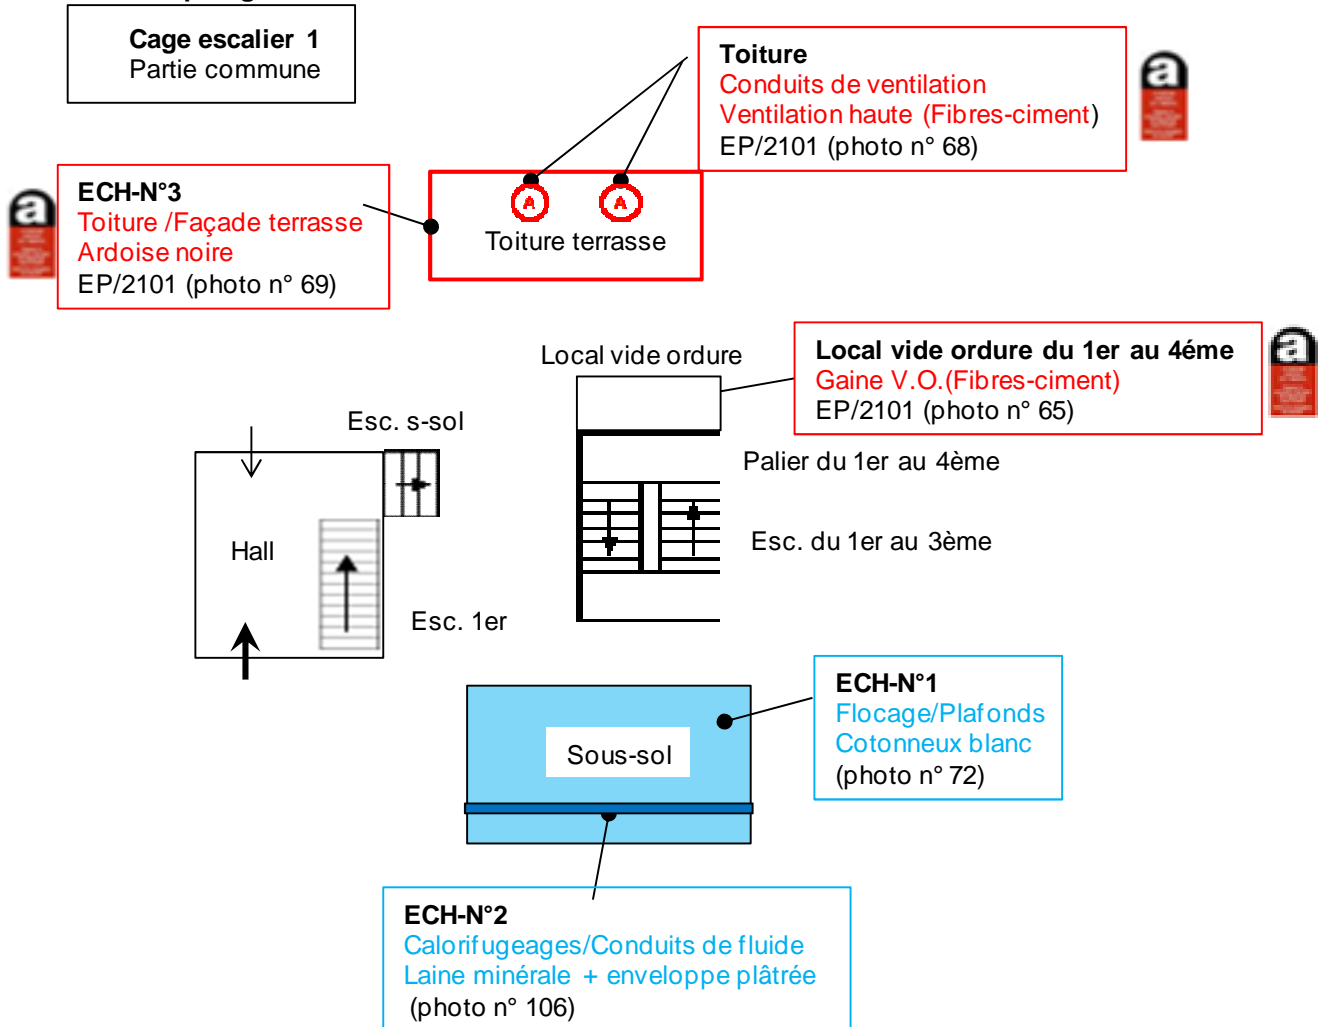 Cage escalier 1
Partie commune
Toiture
Conduits de ventilation
Ventilation haute (Fibres-ciment)
EP/2101 (photo n° 68)
a
ECH-N°3
Toiture /Façade terrasse
Ardoise noire
EP/2101 (photo n° 69)
a
A A
Toiture terrasse
Local vide ordure
Local vide ordure du 1er au 4éme
Gaine V.O.(Fibres-ciment)
EP/2101 (photo n° 65)
a
Esc. s-sol
Palier du 1er au 4ème
Hall
Esc. du 1er au 3ème
Esc. 1er
ECH-N°1
Flocage/Plafonds
Cotonneux blanc
(photo n° 72)
Sous-sol
ECH-N°2
Calorifugeages/Conduits de fluide
Laine minérale + enveloppe plâtrée
(photo n° 106)